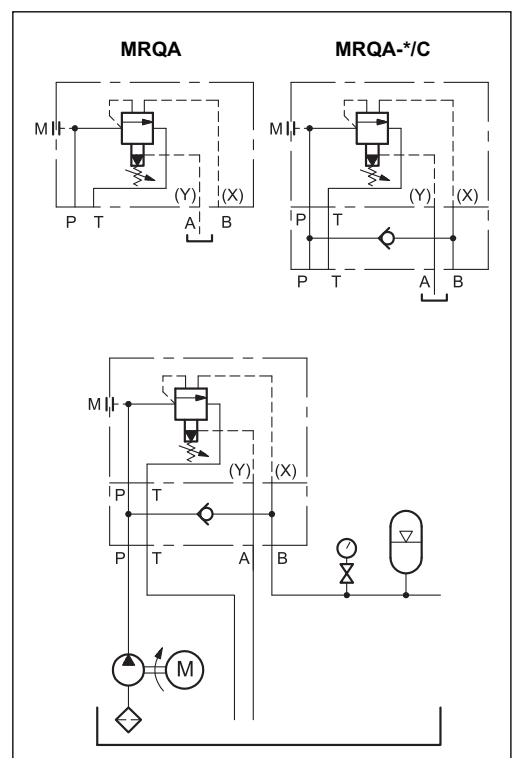 MRQA MRQA-*/C
M M
(Y) (X) (Y) (X)
P T A B P T
P T A B
M
(Y) (X)
P T
P T A B
M